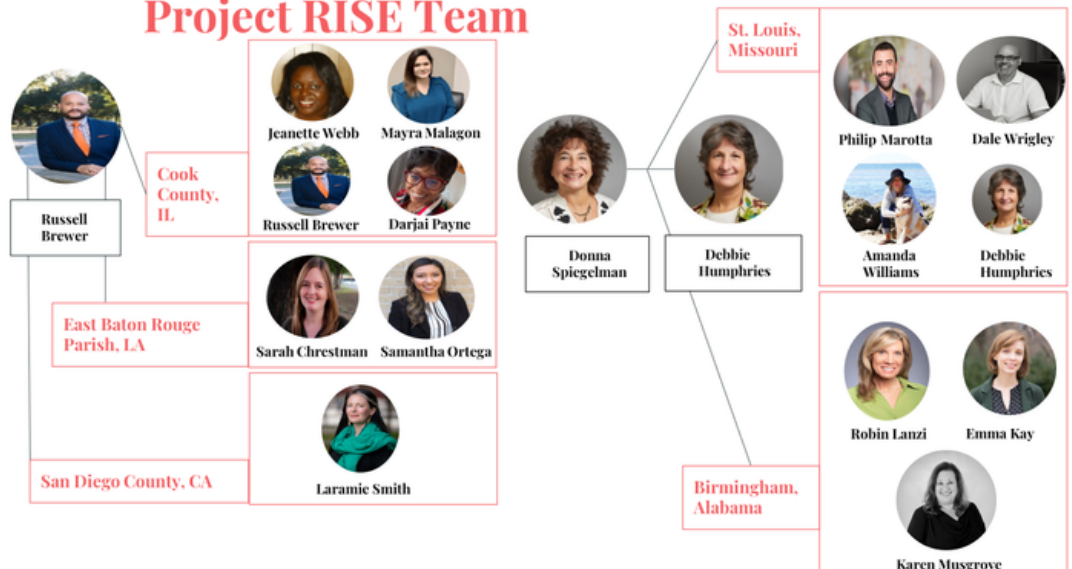 Project RISE Team
Russell
Brewer
Cook
County,
IL
Jeanette Webb
Mayra Malagon
Russell Brewer
Darjai Payne
East Baton Rouge
Parish, LA
Sarah Chrestman
Samantha Ortega
San Diego County, CA
Laramie Smith
Donna
Spiegelman
Debbie
Humphries
St. Louis,
Missouri
Philip Marotta
Dale Wrigley
Amanda
Williams
Debbie
Humphries
Birmingham,
Alabama
Robin Lanzi
Emma Kay
Karen Musgrove